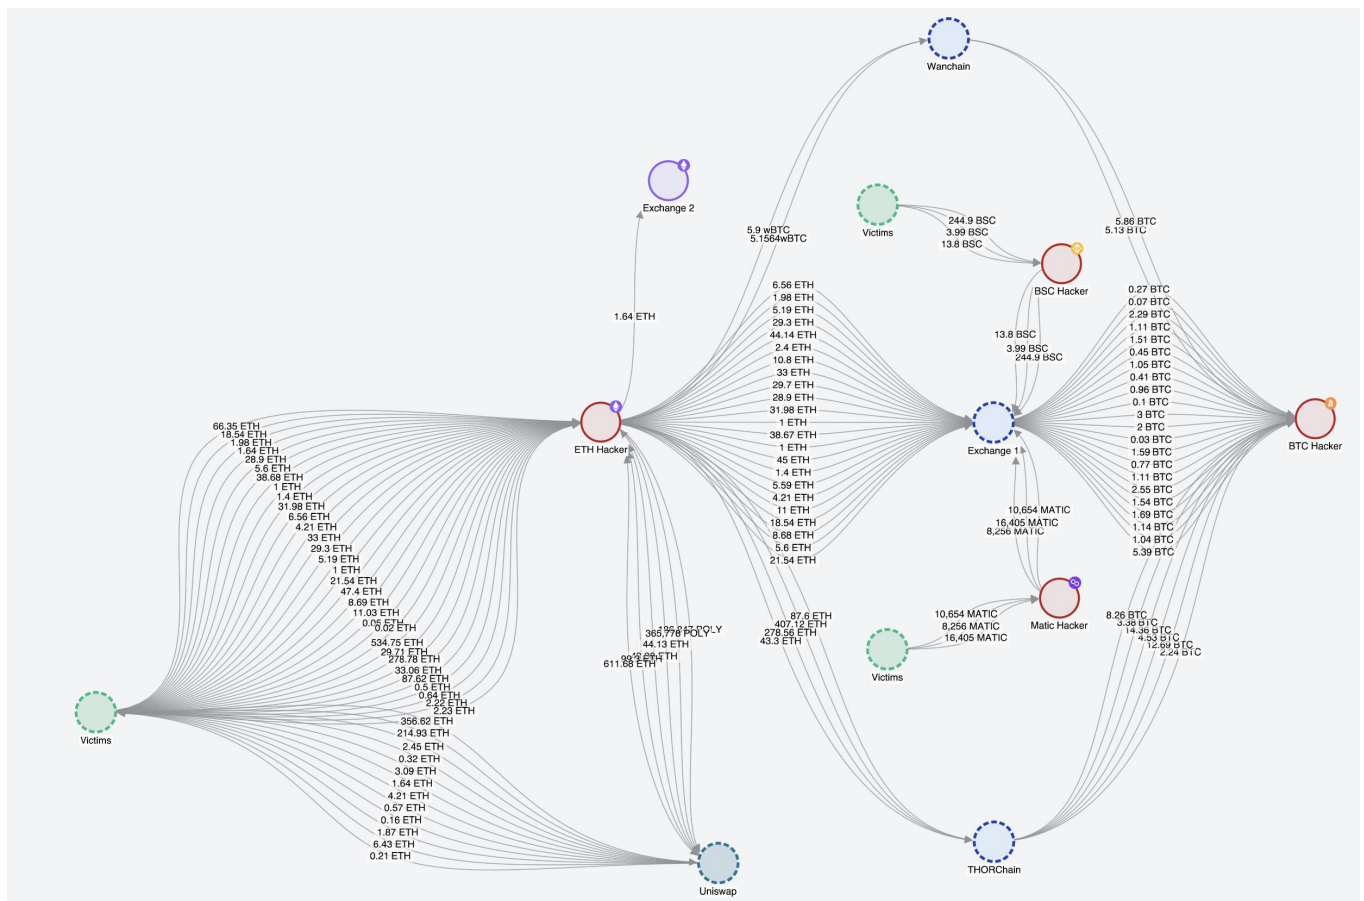 Wanchain
Exchange 2
Victims
5.9 wBTC
5.1564wBTC
5.86 BTC
5.13 BTC
244.9 BSC
3.99 BSC
13.8 BSC
BSC Hacker
1.64 ETH
13.8 BSC
3.99 BSC
244.9 BSC
6.56 ETH
1.98 ETH
5.19 ETH
29.3 ETH
44.14 ETH
2.4 ETH
10.8 ETH
33 ETH
29.7 ETH
28.9 ETH
31.98 ETH
1 ETH
38.67 ETH
1 ETH
45 ETH
1.4 ETH
5.59 ETH
4.21 ETH
11 ETH
18.54 ETH
8.68 ETH
5.6 ETH
21.54 ETH
0.27 BTC
0.07 BTC
2.29 BTC
1.11 BTC
1.51 BTC
0.45 BTC
1.05 BTC
0.41 BTC
0.96 BTC
0.1 BTC
3 BTC
2 BTC
0.03 BTC
1.59 BTC
0.77 BTC
1.11 BTC
2.55 BTC
1.54 BTC
1.69 BTC
1.14 BTC
1.04 BTC
5.39 BTC
ETH Hacker
Exchange 1
BTC Hacker
66.35 ETH
18.54 ETH
1.98 ETH
1.64 ETH
28.9 ETH
5.6 ETH
38.68 ETH
1 ETH
1.4 ETH
31.98 ETH
6.56 ETH
4.21 ETH
33 ETH
29.3 ETH
5.19 ETH
1 ETH
21.54 ETH
47.4 ETH
8.69 ETH
11.03 ETH
0.02 ETH
534.75 ETH
29.71 ETH
278.78 ETH
33.06 ETH
87.62 ETH
0.5 ETH
0.64 ETH
2.22 ETH
2.23 ETH
356.62 ETH
214.93 ETH
2.45 ETH
0.32 ETH
3.09 ETH
1.64 ETH
4.21 ETH
0.57 ETH
0.16 ETH
1.87 ETH
6.43 ETH
0.21 ETH
10,654 MATIC
16,405 MATIC
8,256 MATIC
Matic Hacker
10,654 MATIC
8,256 MATIC
16,405 MATIC
Victims
POLY
365,778 POLY
44.13 ETH
ETH
611.68 ETH
87.6 ETH
407.12 ETH
278.56 ETH
43.3 ETH
8.26 BTC
3.38 BTC
14.36 BTC
4.53 BTC
12.69 BTC
2.24 BTC
Victims
Uniswap
THORChain